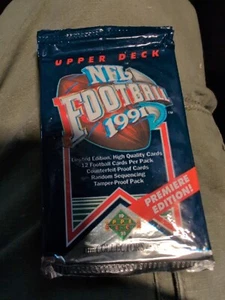 UPPER DECK
NFL
FOOTBALL
1991
Limited Edition, High Quality Cards
12 Football Cards Per Pack
Counterfeit Proof Cards
Random Sequencing
Tamper-Proof Pack
PREMIERE
EDITION!